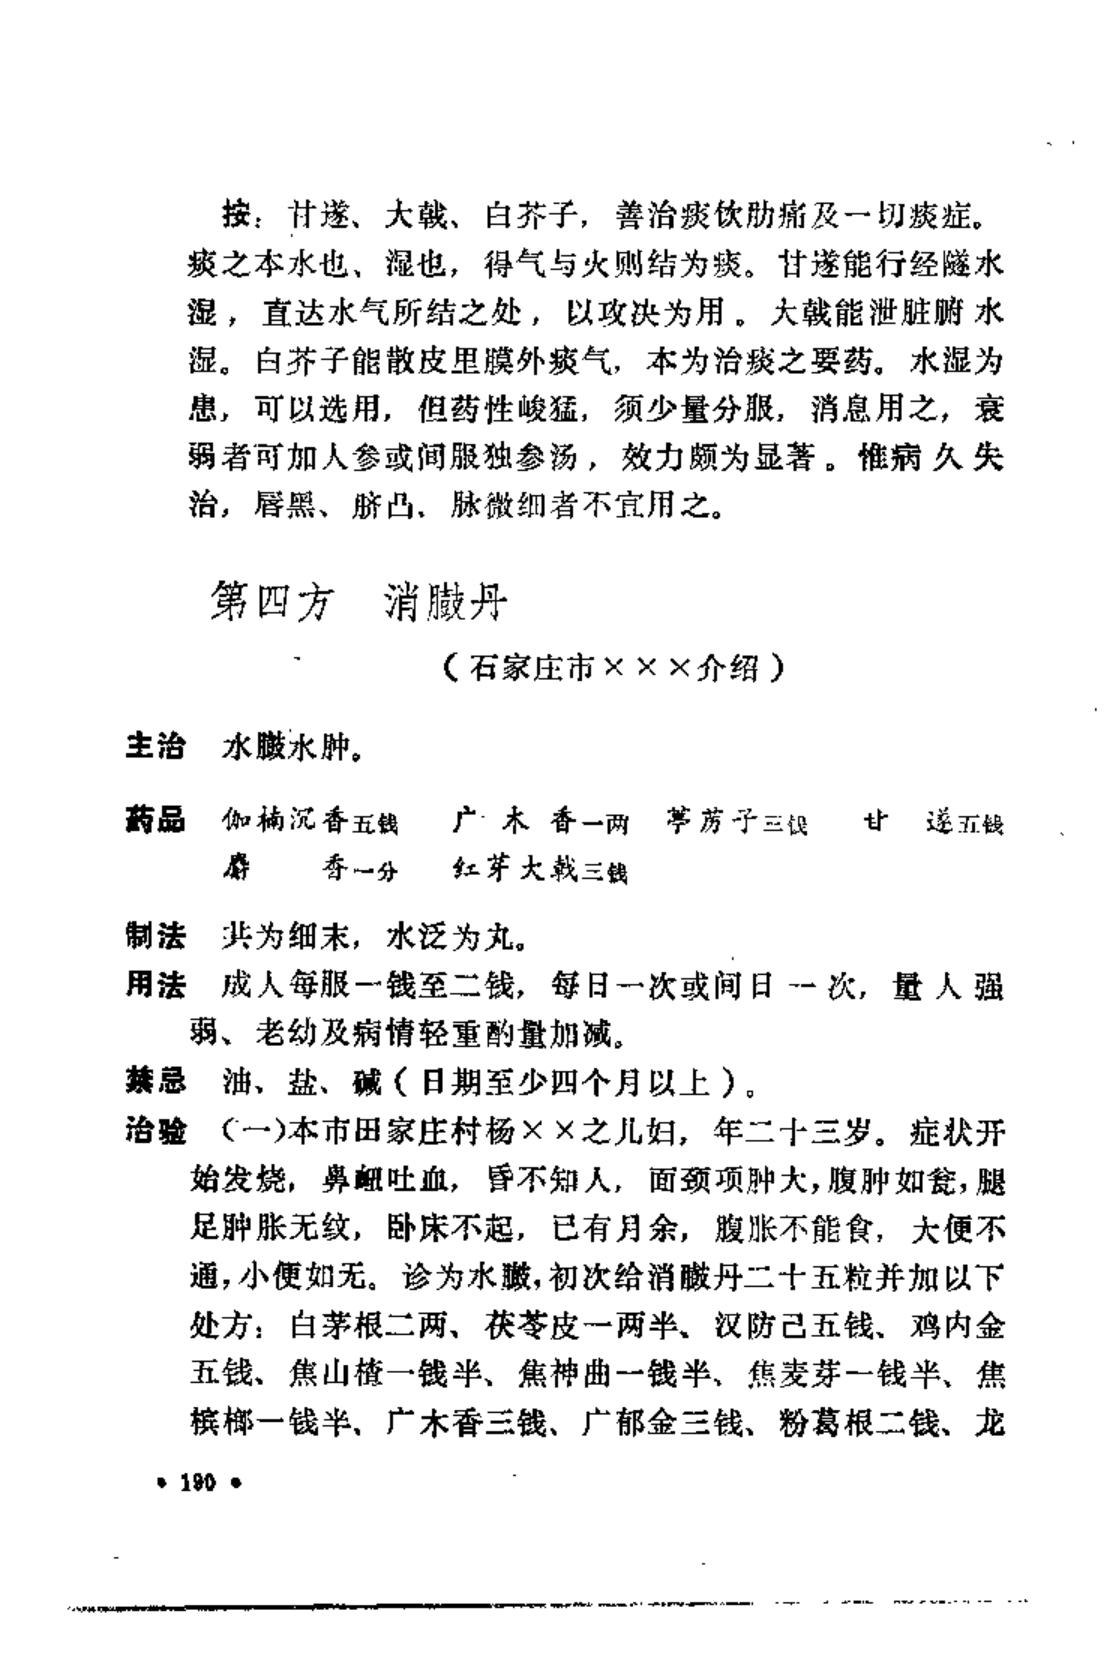 按：甘遂、大戟、白芥子，善治痰饮肋痛及一切痰症。
痰之本水也、湿也，得气与火则结为痰。甘遂能行经隧水
湿，直达水气所结之处，以攻决为用。大戟能泄脏腑水
湿。白芥子能散皮里膜外痰气，本为治痰之要药。水湿为
患，可以选用，但药性峻猛，须少量分服，消息用之，衰
弱者可加人参或间服独参汤，效力颇为显著。惟病久失
治，唇黑、脐凸、脉微细者不宜用之。
第四方 消臌丹
（石家庄市×××介绍）
主治 水臌水肿。
药品 伽楠沉香五钱 广木香一两 葶苈子三钱 甘遂五钱
麝香一分 红芽大戟三钱
制法 共为细末，水泛为丸。
用法 成人每服一钱至二钱，每日一次或间日一次，量人强
弱、老幼及病情轻重酌量加减。
禁忌 油、盐、碱（日期至少四个月以上）。
治验 （一）本市田家庄村杨××之儿妇，年二十三岁。症状开
始发烧，鼻衄吐血，昏不知人，面颈项肿大，腹肿如瓮，腿
足肿胀无纹，卧床不起，已有月余，腹胀不能食，大便不
通，小便如无。诊为水臌，初次给消臌丹二十五粒并加以下
处方：白茅根二两、茯苓皮一两半、汉防己五钱、鸡内金
五钱、焦山楂一钱半、焦神曲一钱半、焦麦芽一钱半、焦
槟榔一钱半、广木香三钱、广郁金三钱、粉葛根二钱、龙
• 190 •